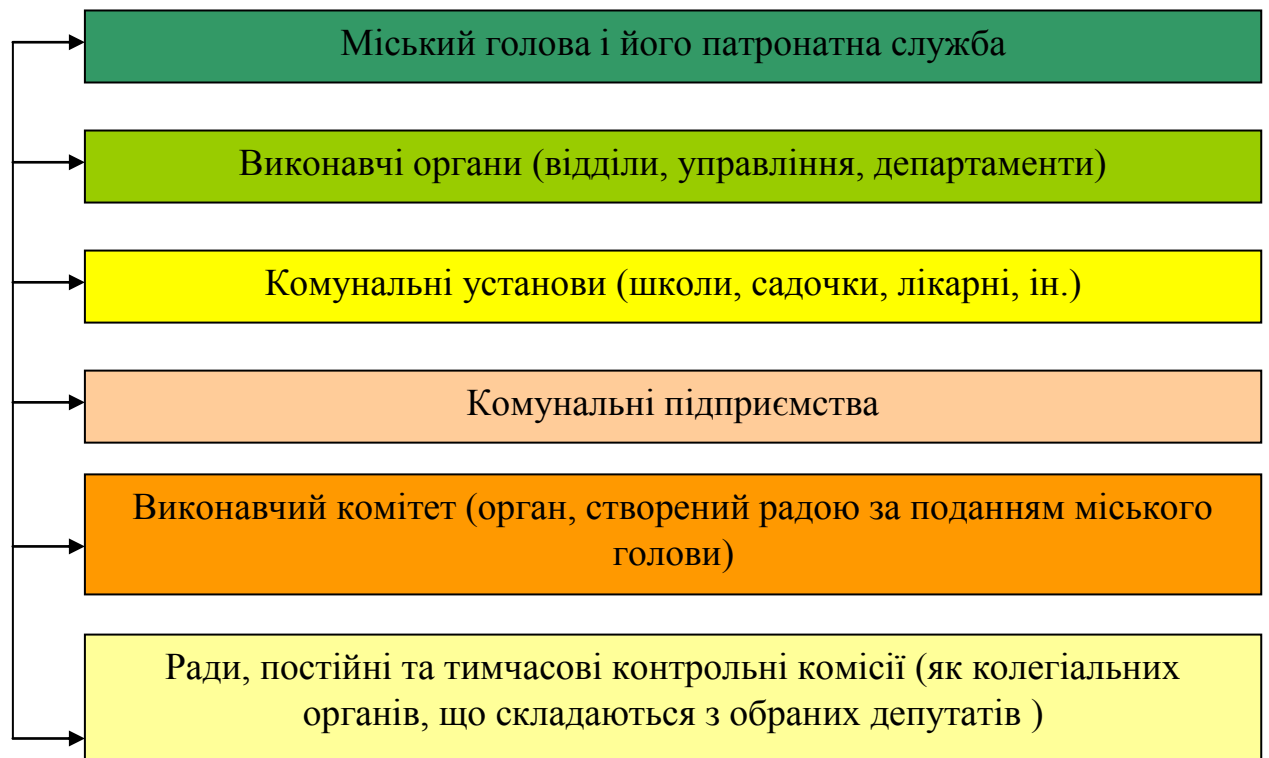 Міський голова і його патронатна служба
Виконавчі органи (відділи, управління, департаменти)
Комунальні установи (школи, садочки, лікарні, ін.)
Комунальні підприємства
Виконавчий комітет (орган, створений радою за поданням міського
голови)
Ради, постійні та тимчасові контрольні комісії (як колегіальних
органів, що складаються з обраних депутатів )